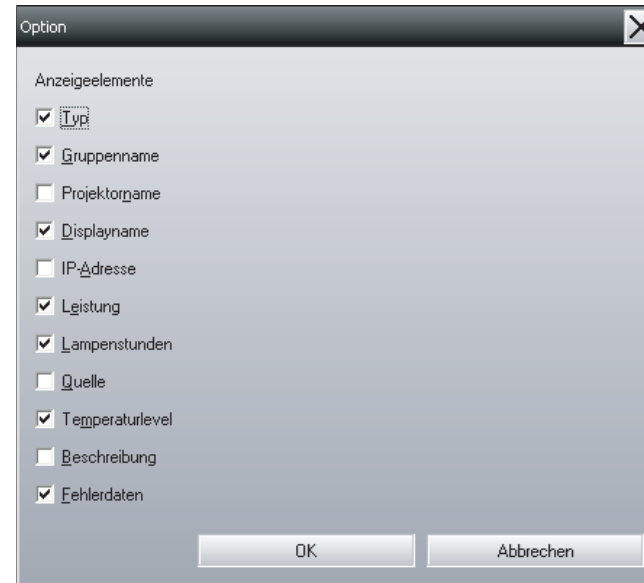 Option
Anzeigeelemente
Typ
Gruppenname
Projektorname
Displayname
IP-Adresse
Leistung
Lampenstunden
Quelle
Temperaturlevel
Beschreibung
Fehlerdaten
OK
Abbrechen